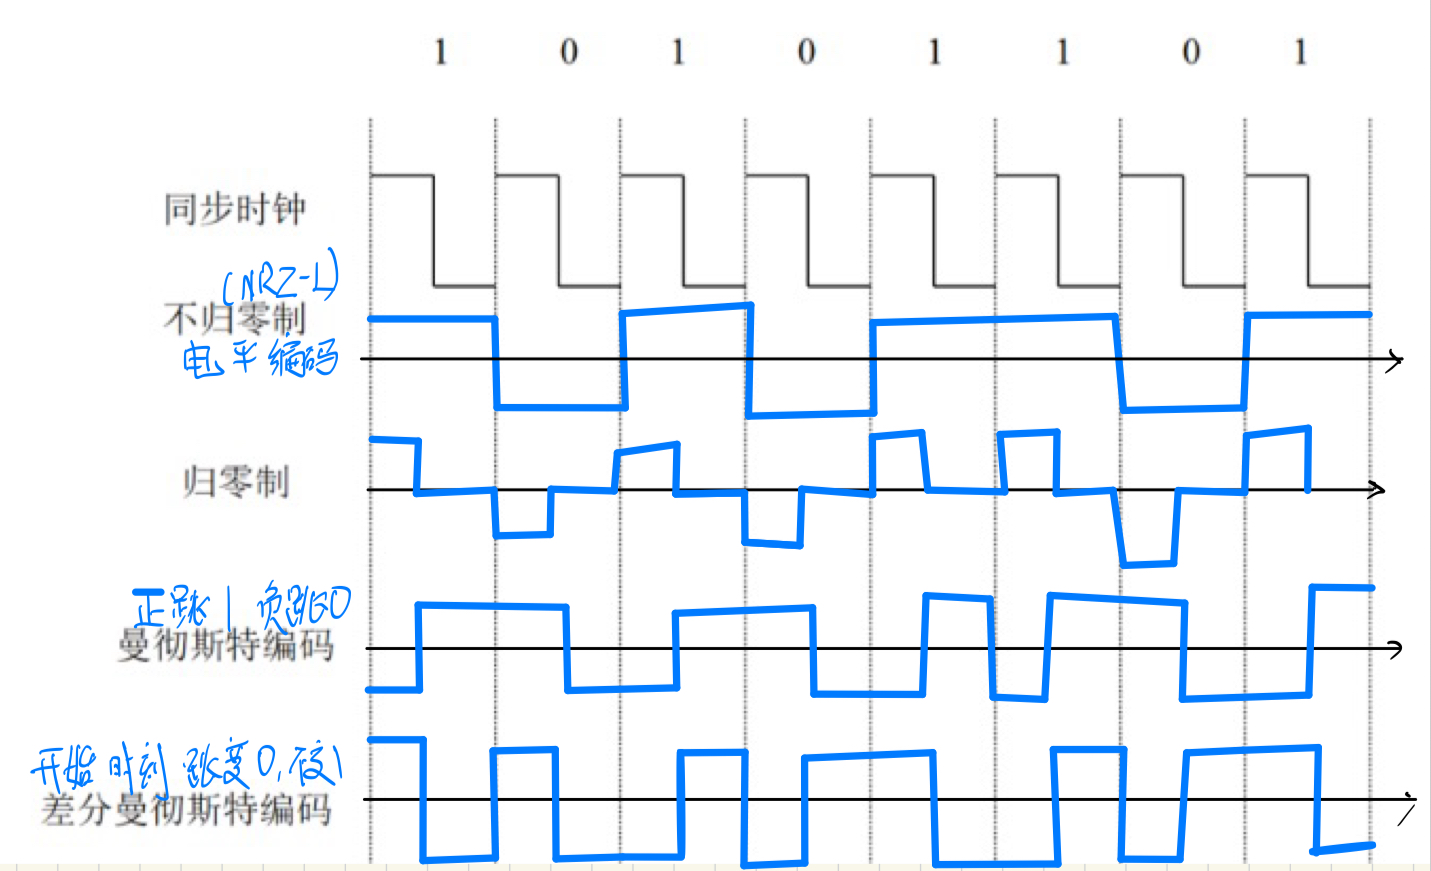 1 0 1 0 1 1 0 1
同步时钟
(NRZ-L)
不归零制
电平编码
归零制
正跳1 负跳0
曼彻斯特编码
开始时刻 跳变0,不变1
差分曼彻斯特编码